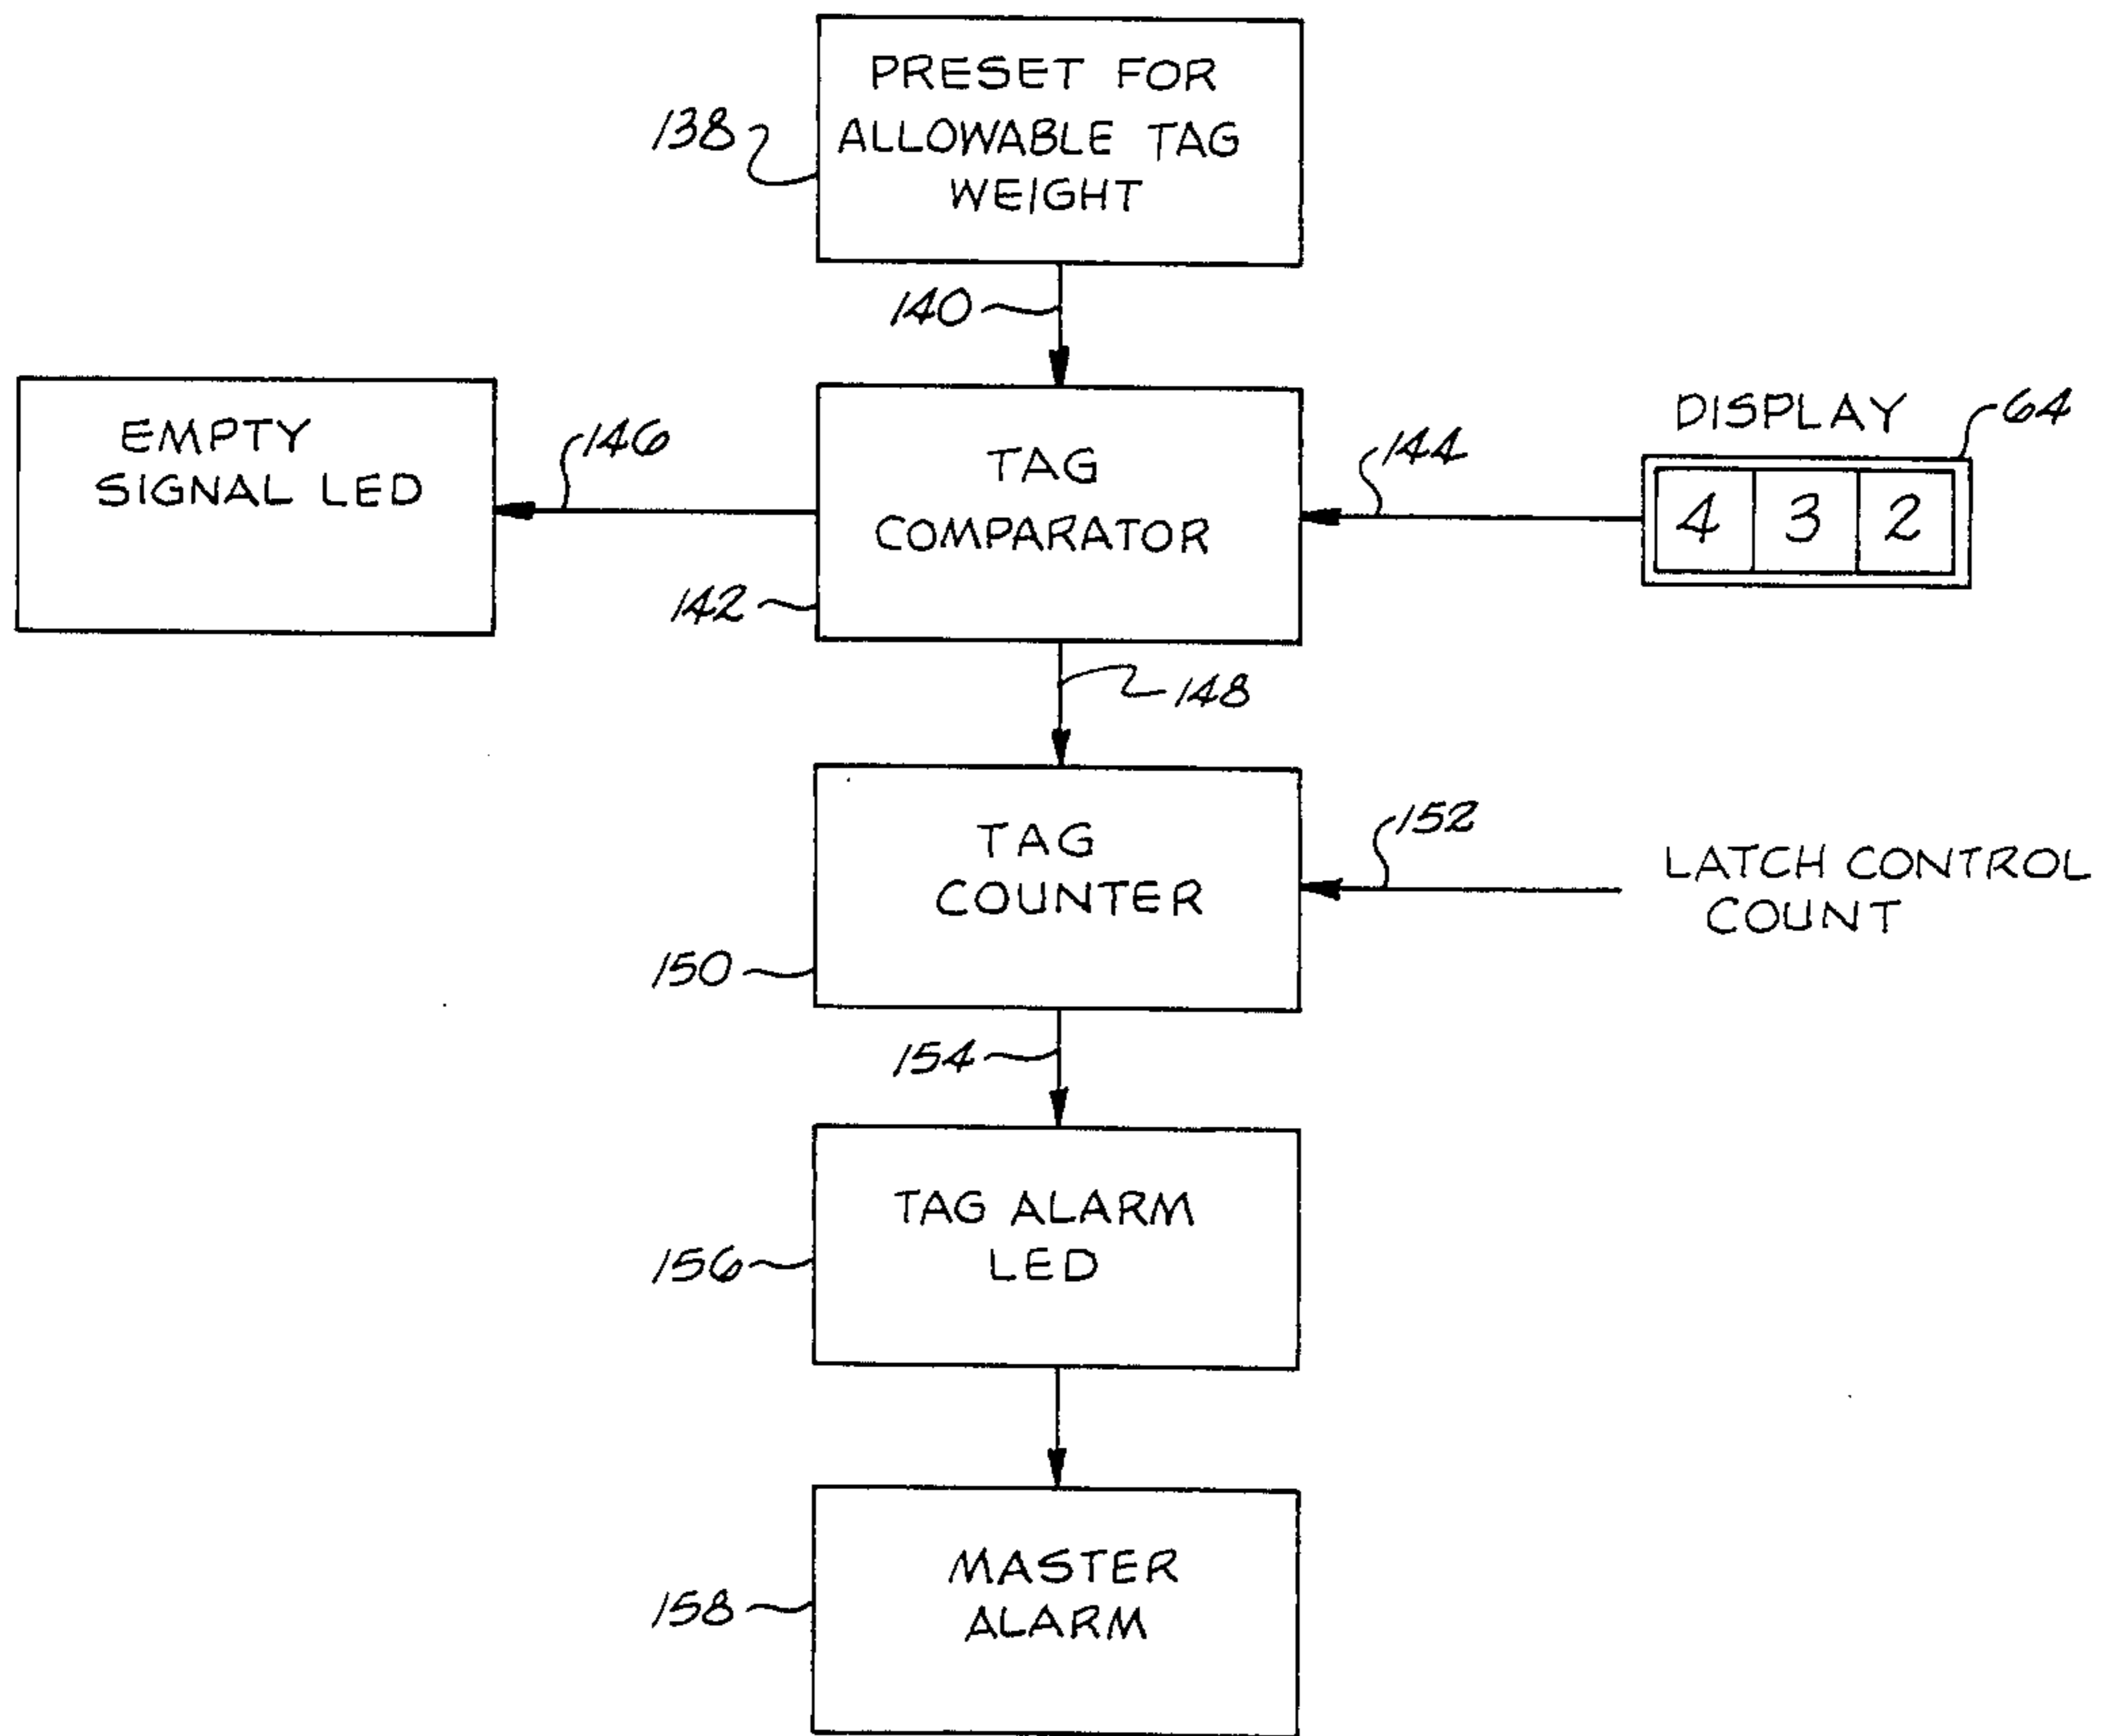 PRESET FOR
ALLOWABLE TAG
WEIGHT
138
140
EMPTY
SIGNAL LED
146
TAG
COMPARATOR
142
144
DISPLAY
64
4 3 2
148
TAG
COUNTER
150
152
LATCH CONTROL
COUNT
154
TAG ALARM
LED
156
MASTER
ALARM
158